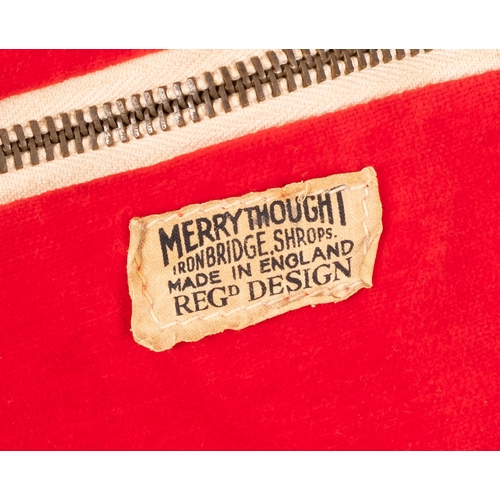 MERRYTHOUGHT
IRONBRIDGE, SHROPS.
MADE IN ENGLAND
REGD DESIGN